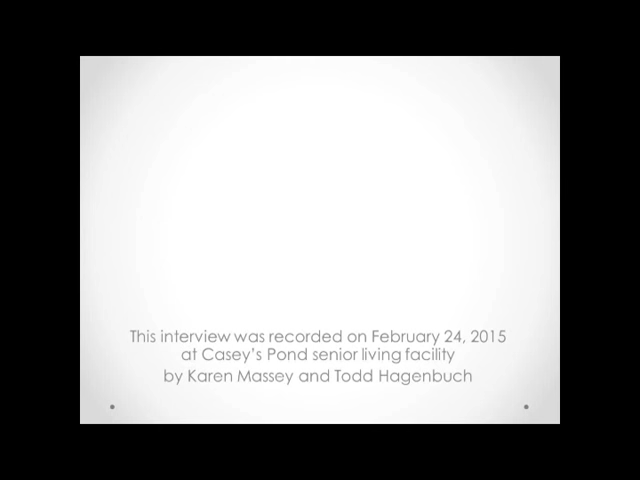 This interview was recorded on February 24, 2015
at Casey's Pond senior living facility
by Karen Massey and Todd Hagenbuch